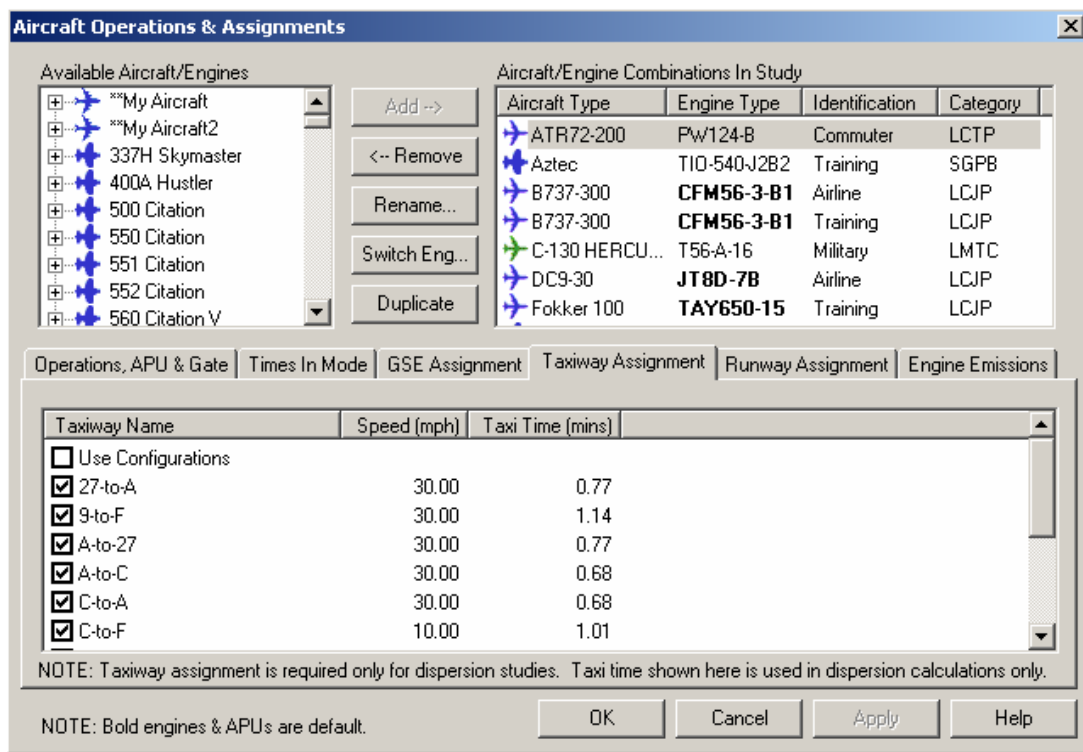 Aircraft Operations & Assignments
Available Aircraft/Engines
**My Aircraft
**My Aircraft2
337H Skymaster
400A Hustler
500 Citation
550 Citation
551 Citation
552 Citation
560 Citation V
Add -->
<-- Remove
Rename...
Switch Eng...
Duplicate
Aircraft/Engine Combinations In Study
Aircraft Type Engine Type Identification Category
ATR72-200 PW124-B Commuter LCTP
Aztec TIO-540-J2B2 Training SGPB
B737-300 CFM56-3-B1 Airline LCJP
B737-300 CFM56-3-B1 Training LCJP
C-130 HERCU... T56-A-16 Military LMTC
DC9-30 JT8D-7B Airline LCJP
Fokker 100 TAY650-15 Training LCJP
Operations, APU & Gate Times In Mode GSE Assignment Taxiway Assignment Runway Assignment Engine Emissions
Taxiway Name Speed (mph) Taxi Time (mins)
Use Configurations
27-to-A 30.00 0.77
9-to-F 30.00 1.14
A-to-27 30.00 0.77
A-to-C 30.00 0.68
C-to-A 30.00 0.68
C-to-F 10.00 1.01
NOTE: Taxiway assignment is required only for dispersion studies. Taxi time shown here is used in dispersion calculations only.
NOTE: Bold engines & APUs are default.
OK Cancel Apply Help